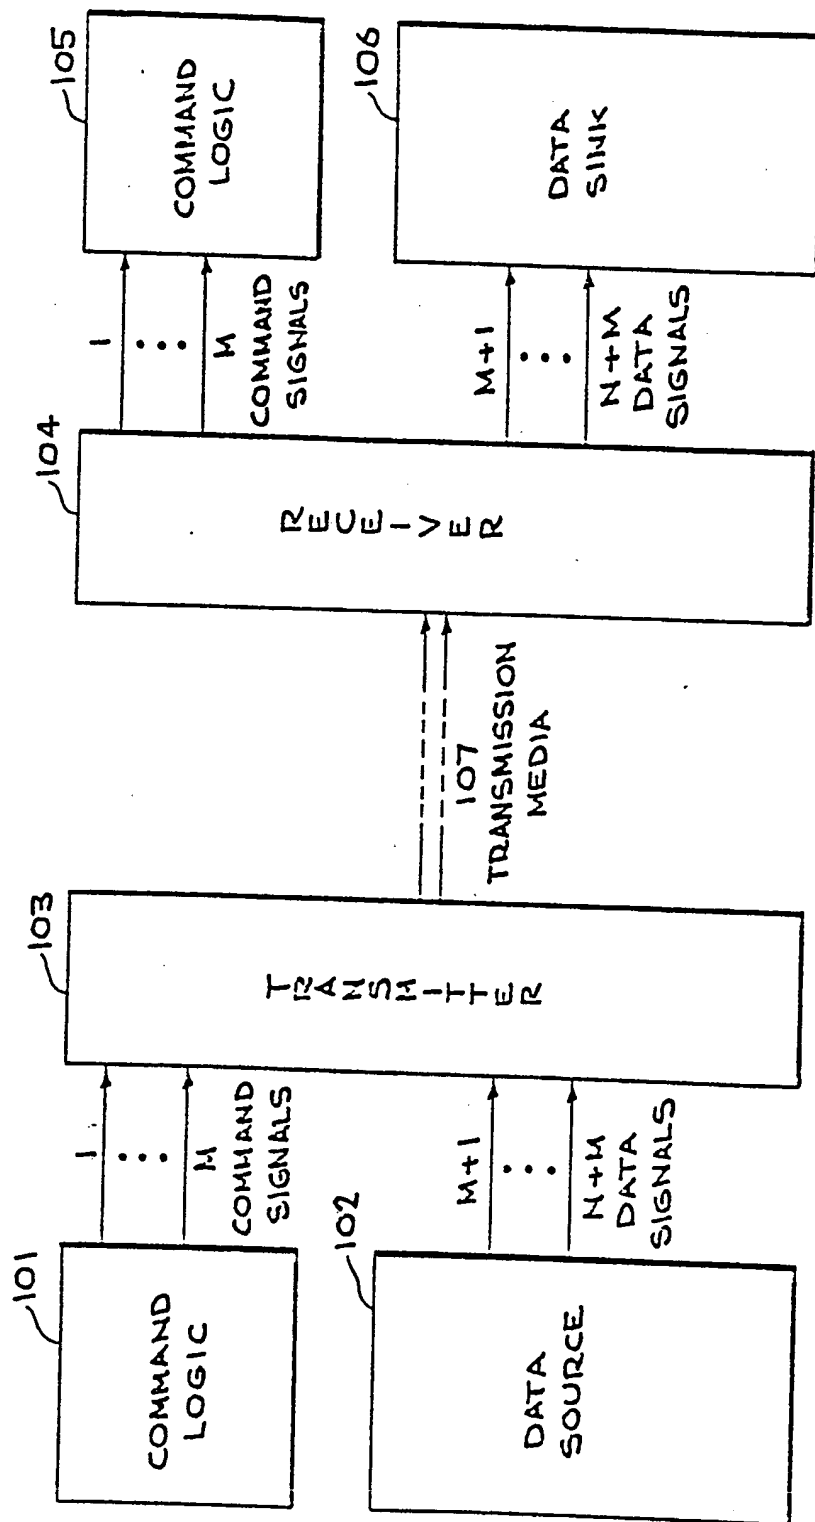 101
COMMAND
LOGIC
1
M
COMMAND
SIGNALS
102
DATA
SOURCE
M+1
N+M
DATA
SIGNALS
103
TRANSMITTER
107
TRANSMISSION
MEDIA
104
RECEIVER
1
M
COMMAND
SIGNALS
105
COMMAND
LOGIC
M+1
N+M
DATA
SIGNALS
106
DATA
SINK